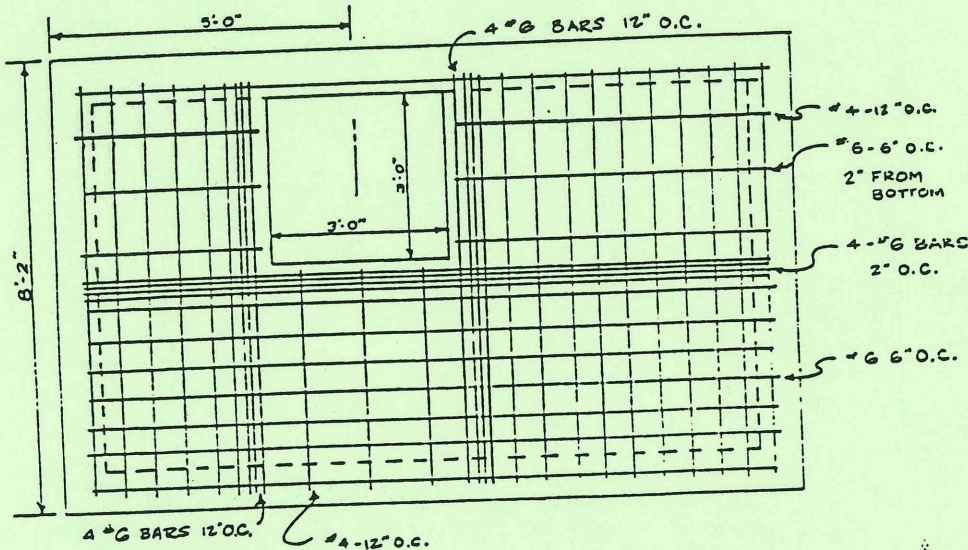 5'-0"
4 #6 BARS 12" O.C.
#4-12" O.C.
#6-6" O.C.
2" FROM
BOTTOM
3'-0"
3'-0"
8'-2"
4-#6 BARS
2" O.C.
#6 6" O.C.
4 #6 BARS 12" O.C.
#4-12" O.C.